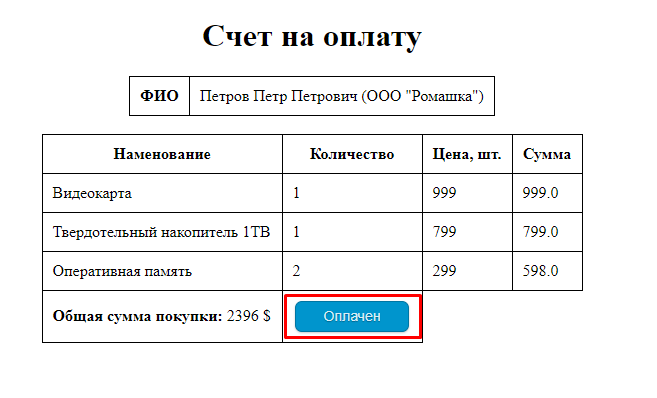 Счет на оплату
ФИО Петров Петр Петрович (ООО "Ромашка")
Наменование Количество Цена, шт. Сумма
Видеокарта 1 999 999.0
Твердотельный накопитель 1ТВ 1 799 799.0
Оперативная память 2 299 598.0
Общая сумма покупки: 2396 $ Оплачен